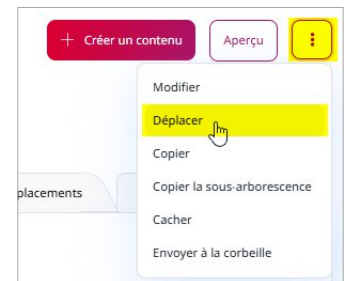 + Créer un contenu
Aperçu
Modifier
Déplacer
Copier
placements
Copier la sous-arborescence
Cacher
Envoyer à la corbeille